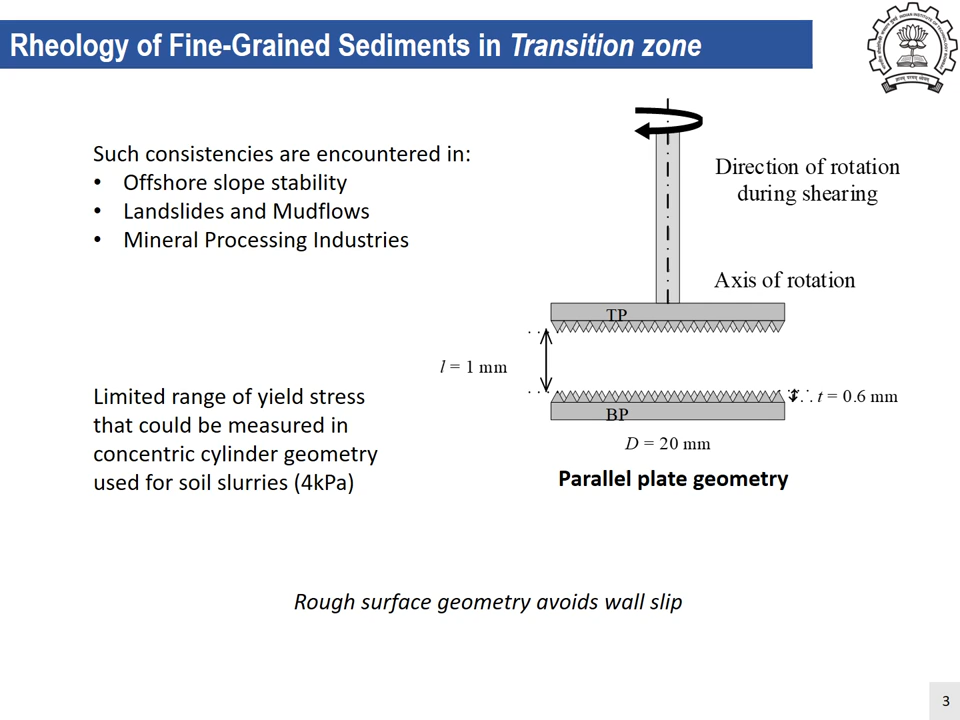 Rheology of Fine-Grained Sediments in Transition zone
Such consistencies are encountered in:
• Offshore slope stability
• Landslides and Mudflows
• Mineral Processing Industries
Direction of rotation
during shearing
Axis of rotation
TP
l = 1 mm
t = 0.6 mm
BP
D = 20 mm
Parallel plate geometry
Limited range of yield stress
that could be measured in
concentric cylinder geometry
used for soil slurries (4kPa)
Rough surface geometry avoids wall slip
3